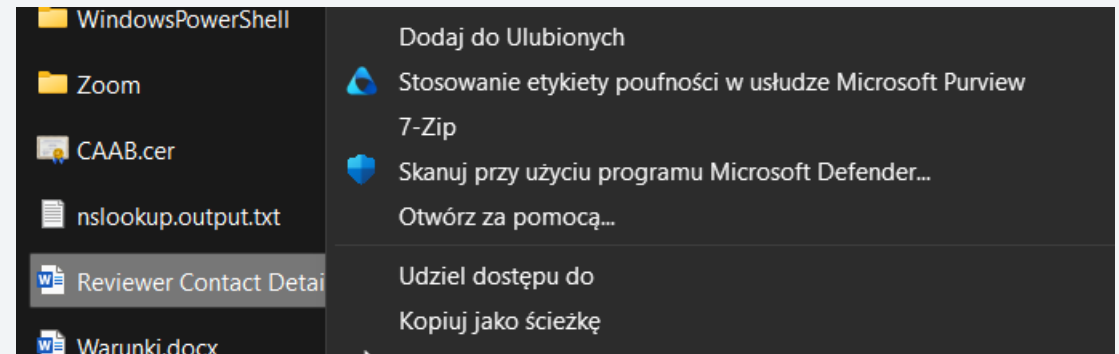 WindowsPowerShell
Zoom
CAAB.cer
nslookup.output.txt
Reviewer Contact Detai
Warunki.docx
Dodaj do Ulubionych
Stosowanie etykiety poufności w usłudze Microsoft Purview
7-Zip
Skanuj przy użyciu programu Microsoft Defender...
Otwórz za pomocą...
Udziel dostępu do
Kopiuj jako ścieżkę